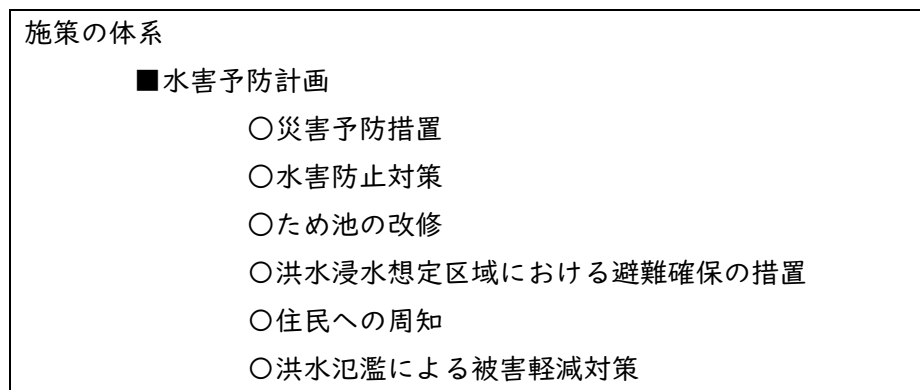 施策の体系
■水害予防計画
○災害予防措置
○水害防止対策
○ため池の改修
○洪水浸水想定区域における避難確保の措置
○住民への周知
○洪水氾濫による被害軽減対策